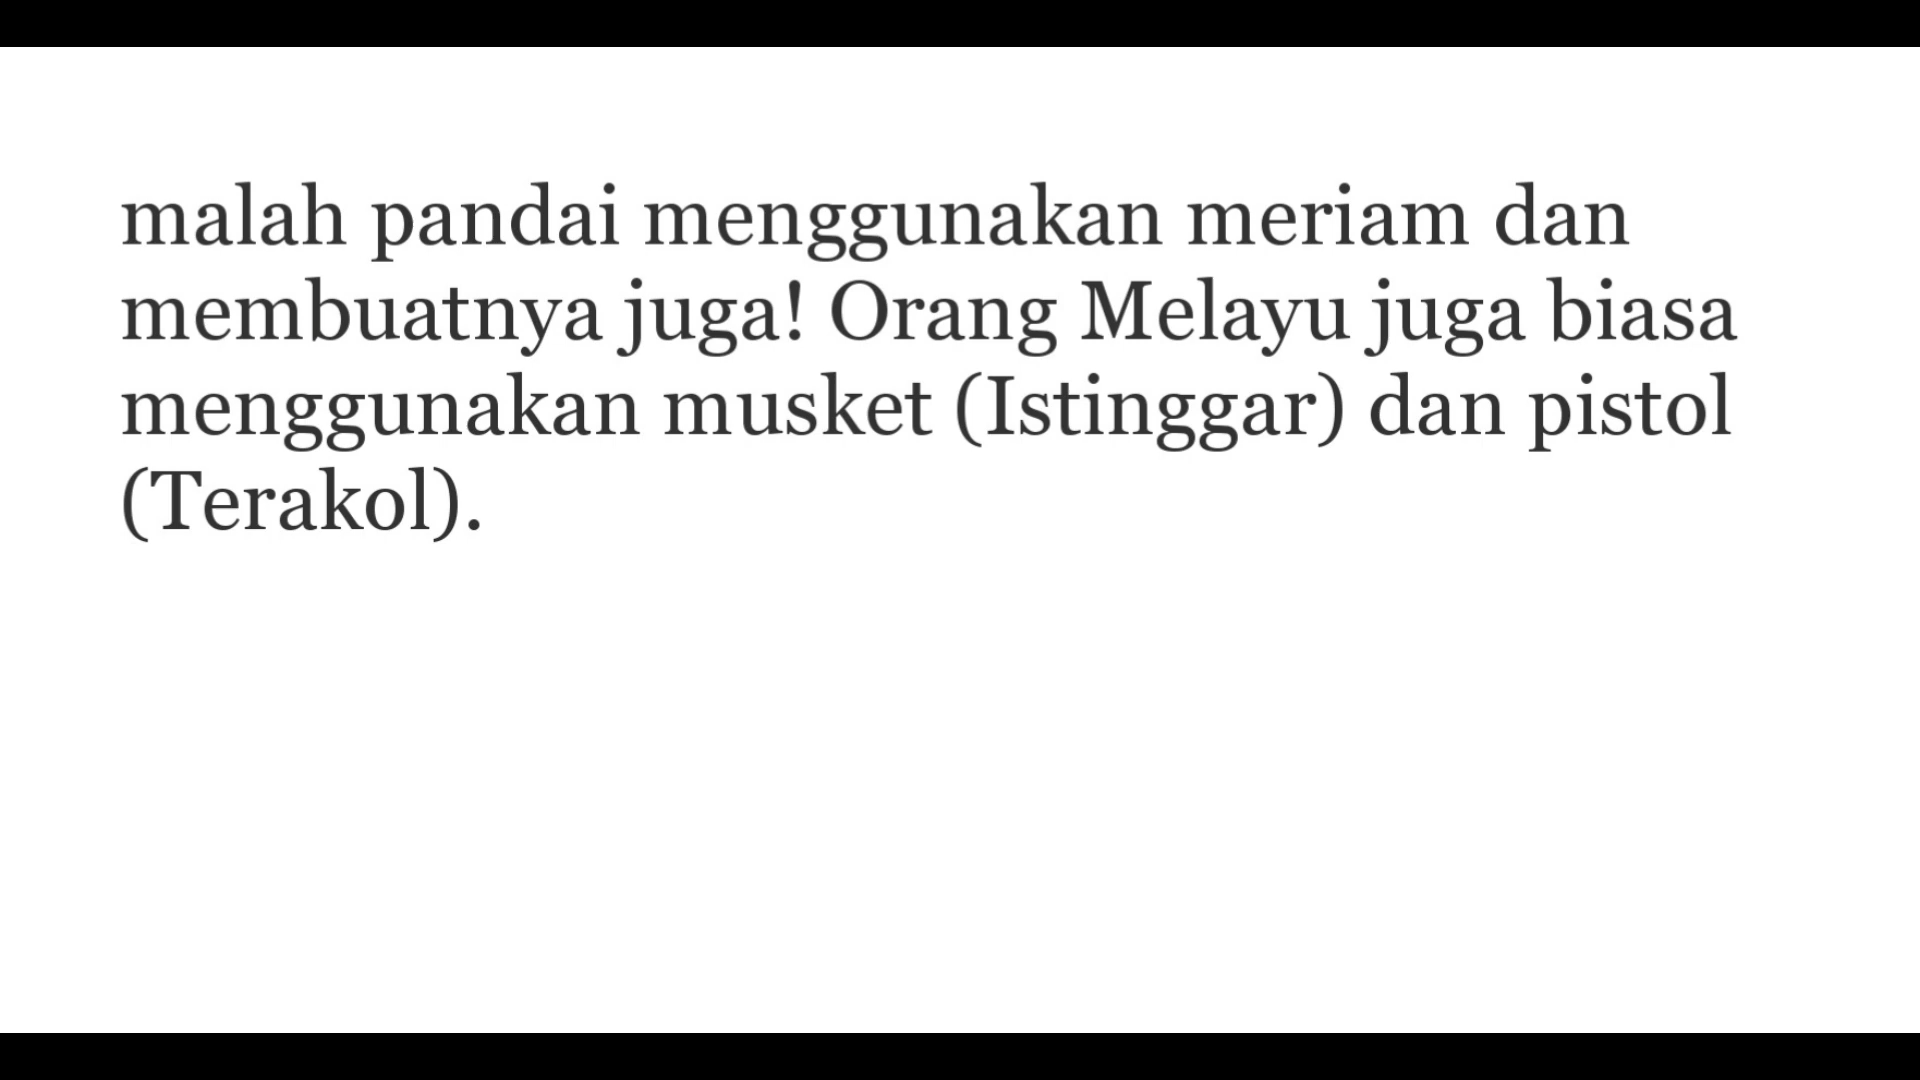 malah pandai menggunakan meriam dan
membuatnya juga! Orang Melayu juga biasa
menggunakan musket (Istinggar) dan pistol
(Terakol).